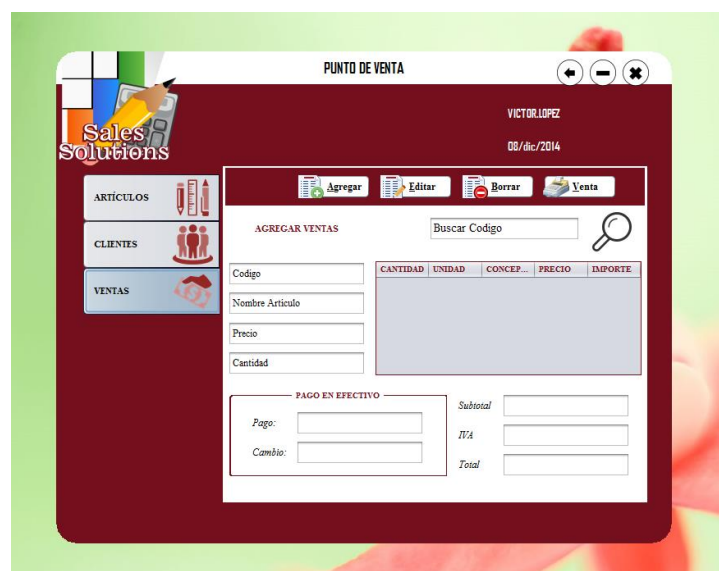 PUNTO DE VENTA
VICTOR.LOPEZ
08/dic/2014
Sales
Solutions
ARTÍCULOS
CLIENTES
VENTAS
Agregar Editar Borrar Venta
AGREGAR VENTAS
Buscar Codigo
Codigo
Nombre Articulo
Precio
Cantidad
CANTIDAD UNIDAD CONCEP... PRECIO IMPORTE
PAGO EN EFECTIVO
Pago:
Cambio:
Subtotal
IVA
Total